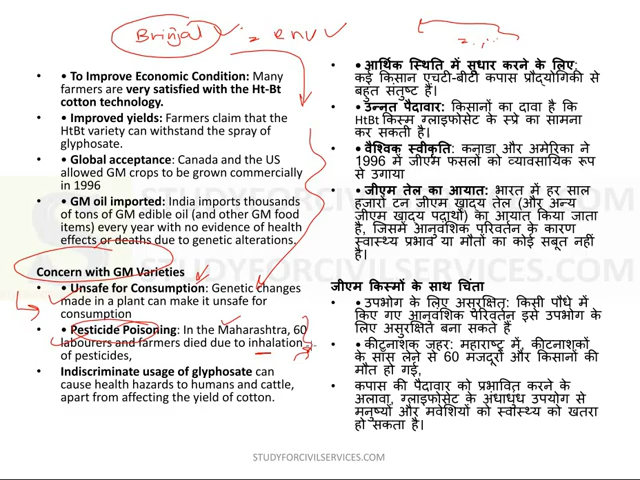 Brinjal
• • To Improve Economic Condition: Many
farmers are very satisfied with the Ht-Bt
cotton technology.
• • Improved yields: Farmers claim that the
HtBt variety can withstand the spray of
glyphosate.
• • Global acceptance: Canada and the US
allowed GM crops to be grown commercially
in 1996
• • GM oil imported: India imports thousands
of tons of GM edible oil (and other GM food
items) every year with no evidence of health
effects or deaths due to genetic alterations.
Concern with GM Varieties
• Unsafe for Consumption: Genetic changes
made in a plant can make it unsafe for
consumption
• Pesticide Poisoning: In the Maharashtra, 60
labourers and farmers died due to inhalation
of pesticides,
• Indiscriminate usage of glyphosate can
cause health hazards to humans and cattle,
apart from affecting the yield of cotton.
• • आर्थिक स्थिति में सुधार करने के लिए:
कई किसान एचटी-बीटी कपास प्रौद्योगिकी से
बहुत संतुष्ट हैं।
• • उन्नत पैदावार: किसानों का दावा है कि
HtBt किस्म ग्लाइफोसेट के स्प्रे का सामना
कर सकती है।
• • वैश्विक स्वीकृति: कनाडा और अमेरिका ने
1996 में जीएम फसलों को व्यावसायिक रूप
से उगाया
• • जीएम तेल का आयात: भारत में हर साल
हजारों टन जीएम खाद्य तेल (और अन्य
जीएम खाद्य पदार्थों) का आयात किया जाता
है, जिसमें आनुवंशिक परिवर्तन के कारण
स्वास्थ्य प्रभाव या मौतों का कोई सबूत नहीं
है।
जीएम किस्मों के साथ चिंता
• • उपभोग के लिए असुरक्षित: किसी पौधे में
किए गए आनुवंशिक परिवर्तन इसे उपभोग के
लिए असुरक्षित बना सकते हैं
• • कीटनाशक जहर: महाराष्ट्र में, कीटनाशकों
के सांस लेने से 60 मजदूरों और किसानों की
मौत हो गई,
• कपास की पैदावार को प्रभावित करने के
अलावा, ग्लाइफोसेट के अंधाधुंध उपयोग से
मनुष्यों और मवेशियों को स्वास्थ्य को खतरा
हो सकता है।
STUDYFORCIVILSERVICES.COM
STUDYFORCIVILSERVICES.COM